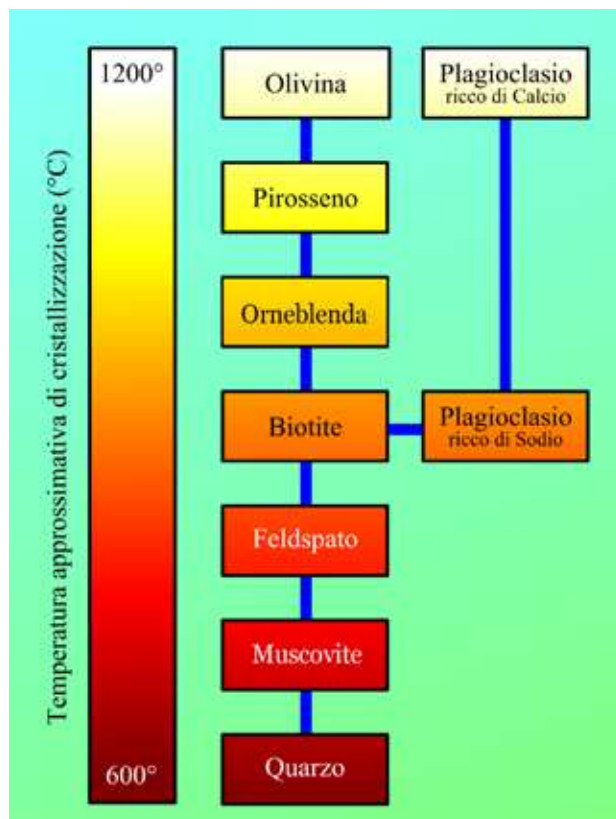 Temperatura approssimativa di cristallizzazione (°C)
1200°
Olivina
Plagioclasio
ricco di Calcio
Pirosseno
Orneblenda
Biotite
Plagioclasio
ricco di Sodio
Feldspato
Muscovite
600°
Quarzo